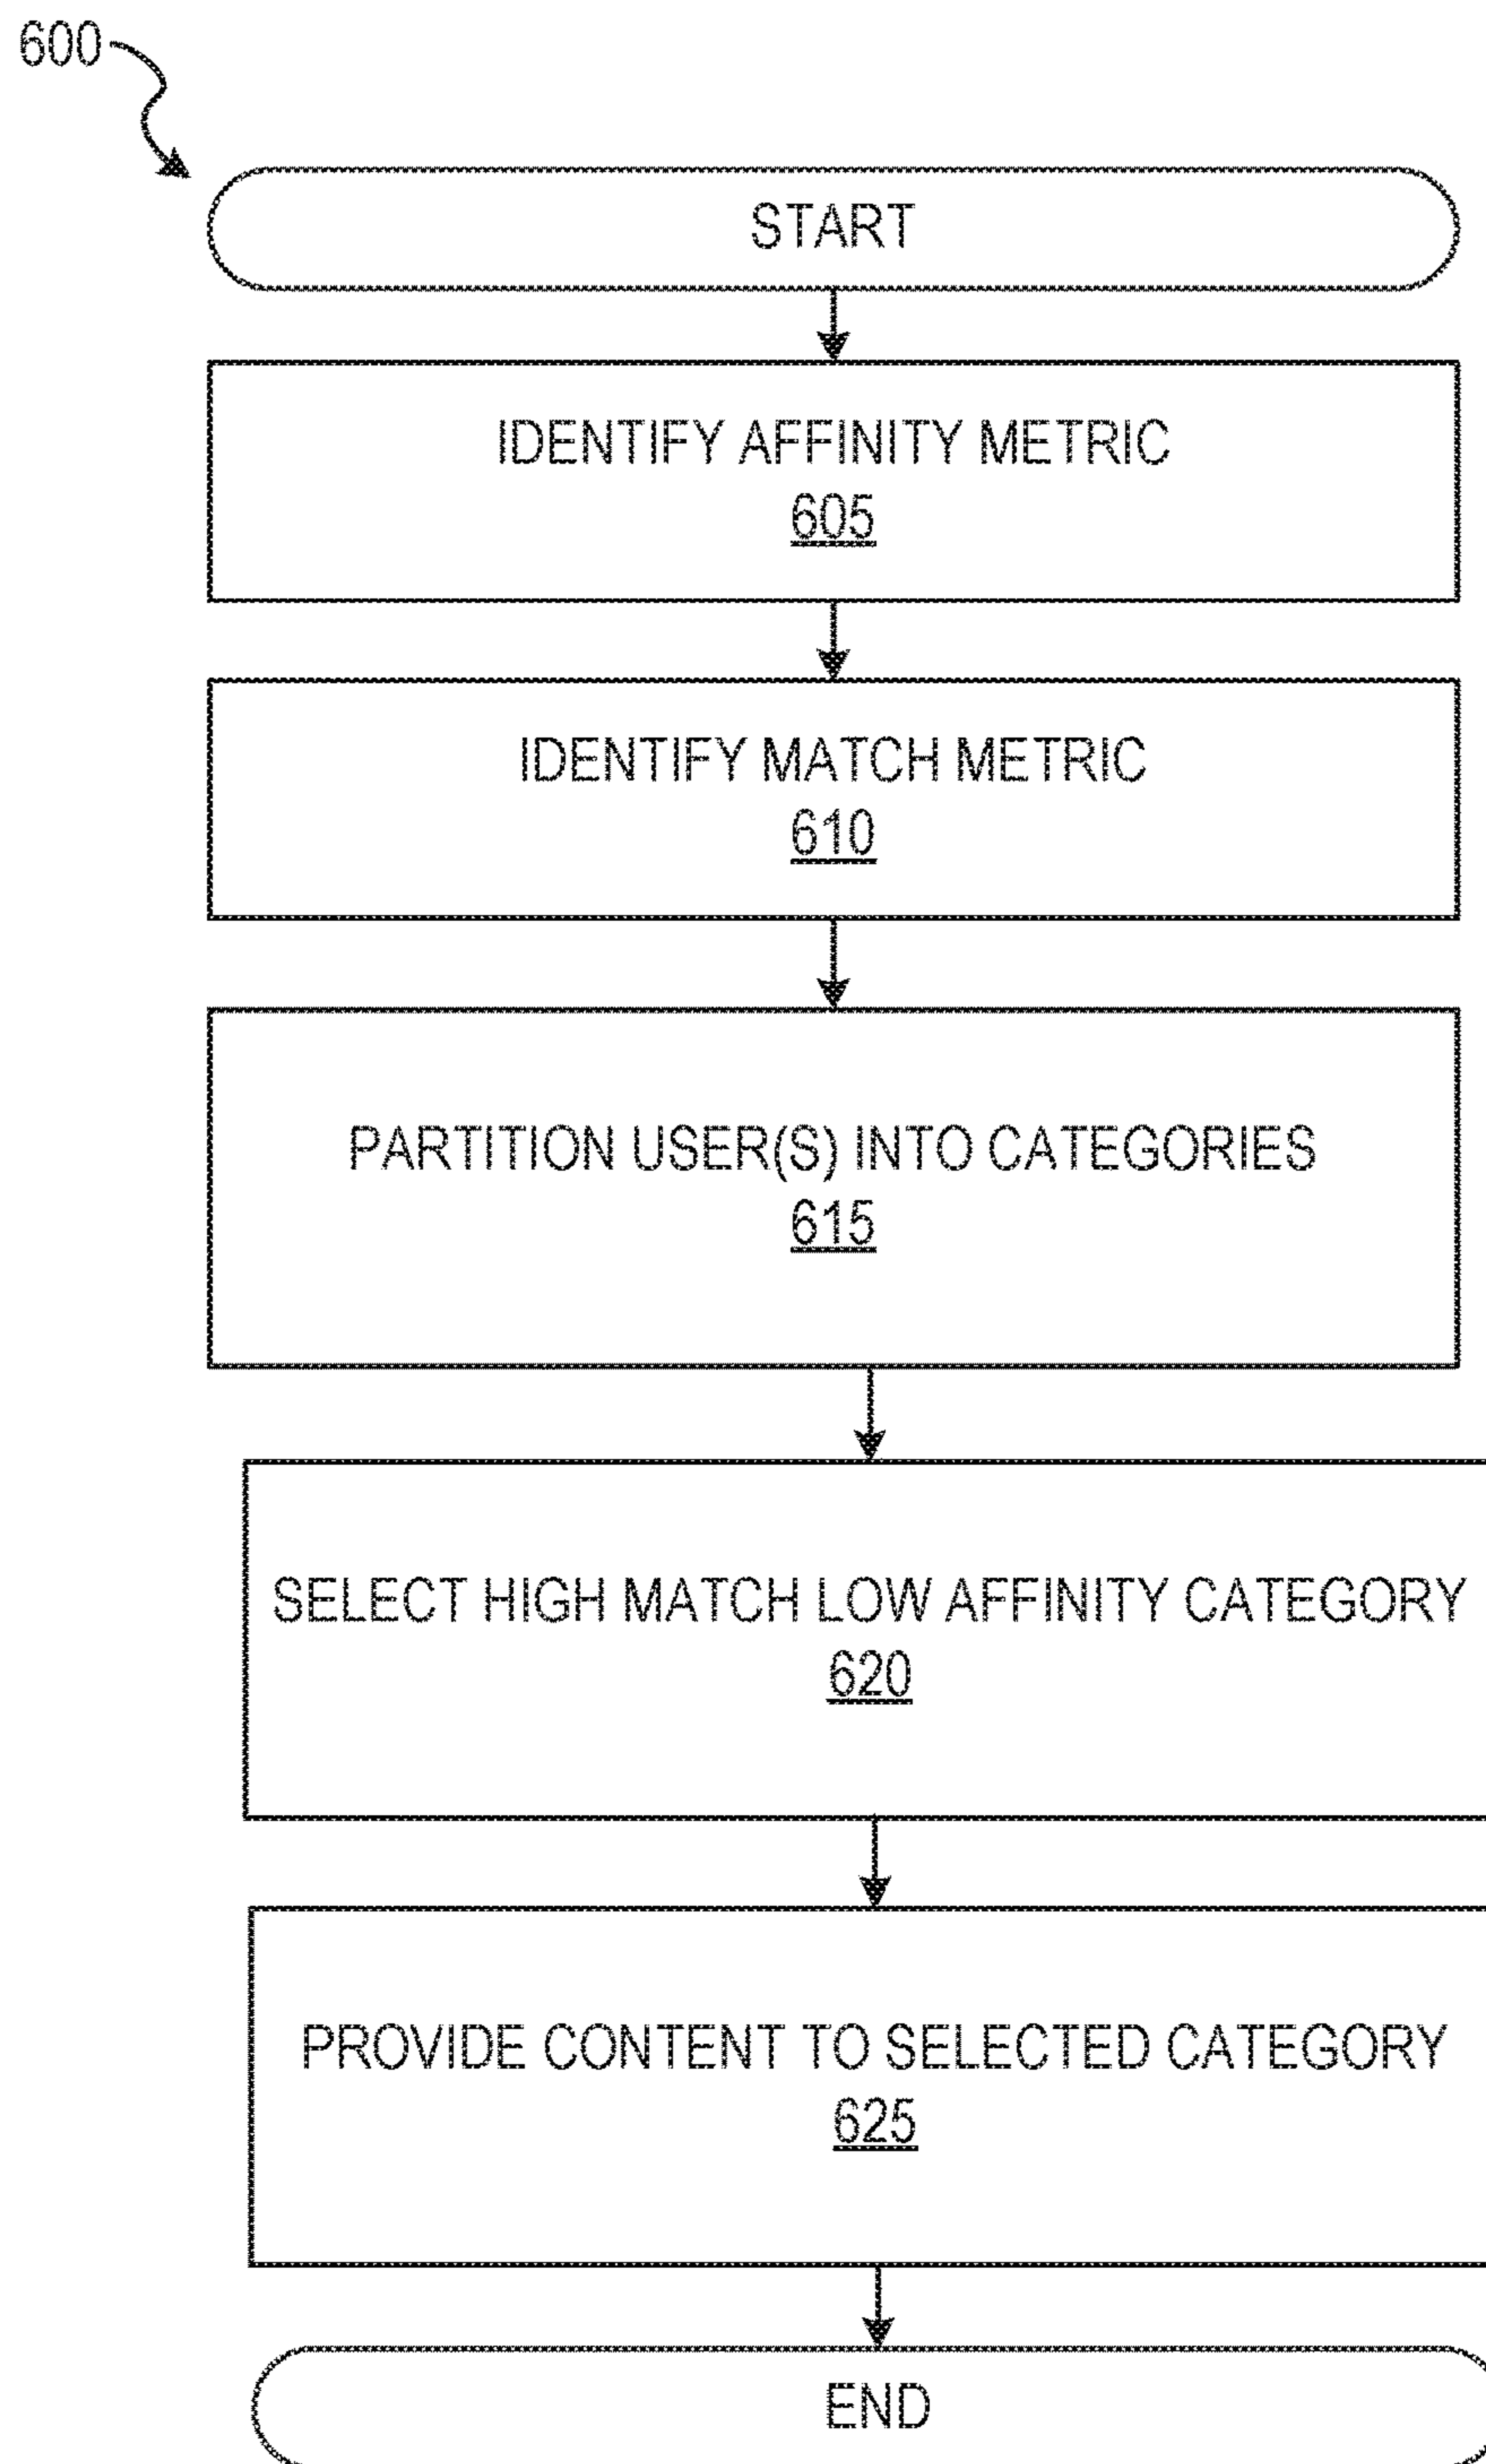 600
START
IDENTIFY AFFINITY METRIC
605
IDENTIFY MATCH METRIC
610
PARTITION USER(S) INTO CATEGORIES
615
SELECT HIGH MATCH LOW AFFINITY CATEGORY
620
PROVIDE CONTENT TO SELECTED CATEGORY
625
END